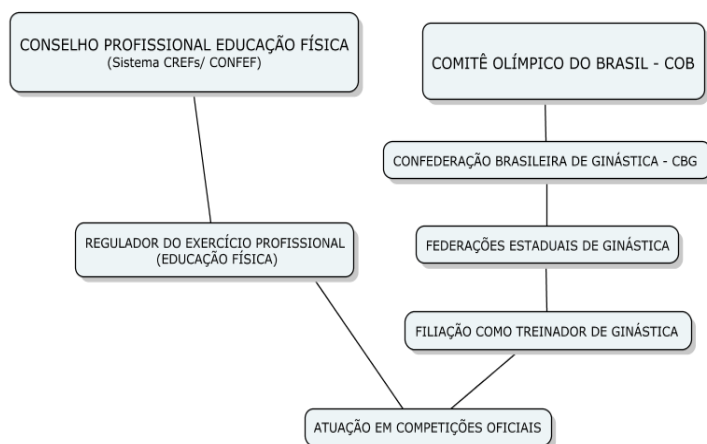 CONSELHO PROFISSIONAL EDUCAÇÃO FÍSICA
(Sistema CREFs/ CONFEF)
COMITÊ OLÍMPICO DO BRASIL - COB
CONFEDERAÇÃO BRASILEIRA DE GINÁSTICA - CBG
REGULADOR DO EXERCÍCIO PROFISSIONAL
(EDUCAÇÃO FÍSICA)
FEDERAÇÕES ESTADUAIS DE GINÁSTICA
FILIAÇÃO COMO TREINADOR DE GINÁSTICA
ATUAÇÃO EM COMPETIÇÕES OFICIAIS